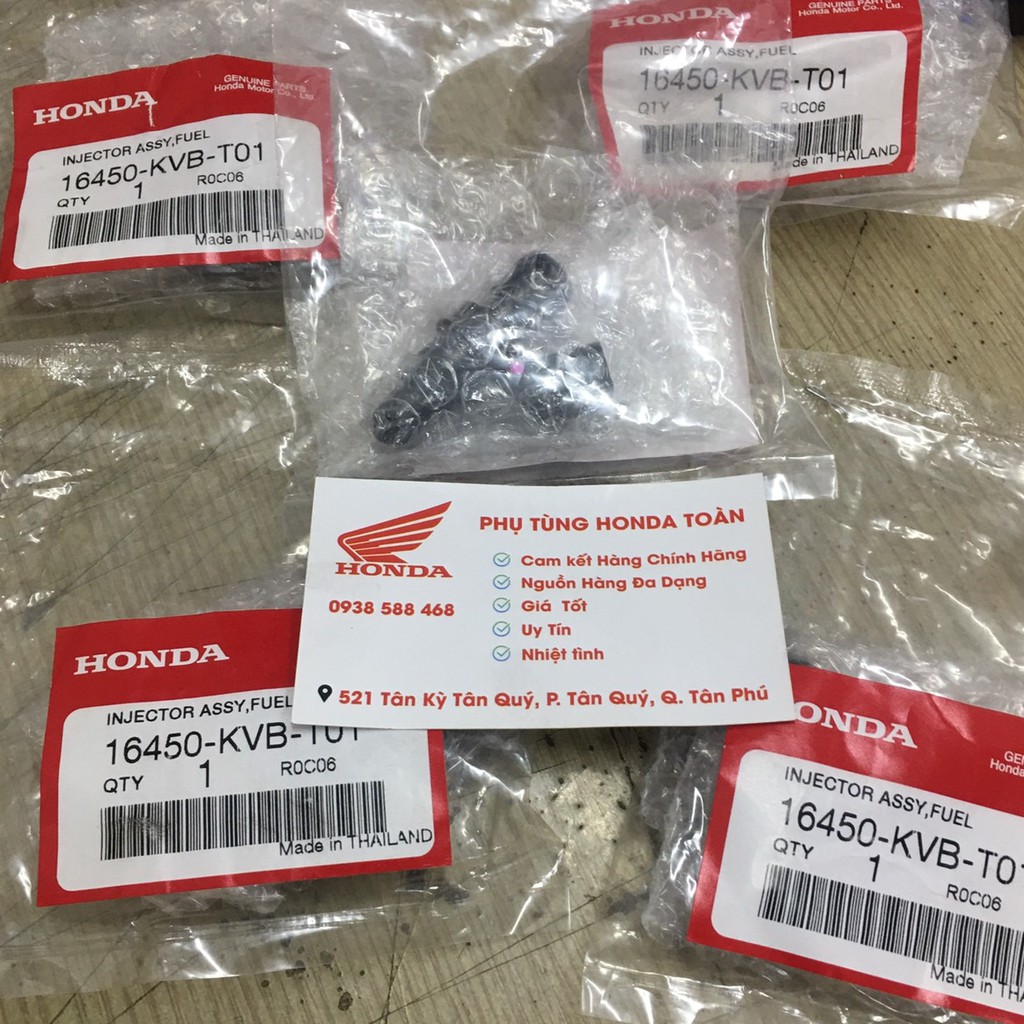 HONDA
GENUINE PARTS
Honda Motor Co., Ltd.
INJECTOR ASSY,FUEL
16450-KVB-T01
QTY 1 R0C06
Made in THAILAND
HONDA
GENUINE PARTS
Honda Motor Co., Ltd.
INJECTOR ASSY,FUEL
16450-KVB-T01
QTY 1 R0C06
de in THAILAND
HONDA
0938 588 468
PHỤ TÙNG HONDA TOÀN
Cam kết Hàng Chính Hãng
Nguồn Hàng Đa Dạng
Giá Tốt
Uy Tín
Nhiệt tình
521 Tân Kỳ Tân Quý, P. Tân Quý, Q. Tân Phú
HONDA
INJECTOR ASSY,FUEL
16450-KVB-T01
QTY 1 R0C06
Made in THAILAND
ONDA
GEN
Honda
INJECTOR ASSY,FUEL
16450-KVB-T01
QTY 1 R0C06
Made in THA